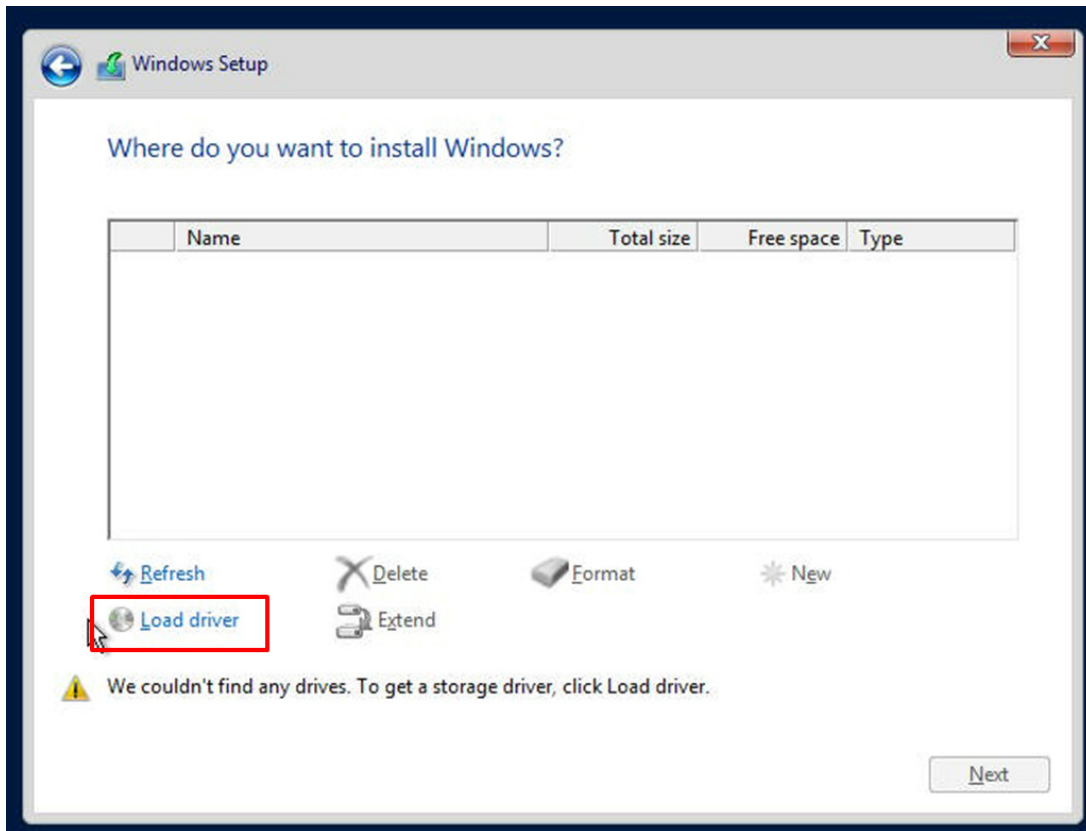 Windows Setup
Where do you want to install Windows?
Name Total size Free space Type
Refresh Delete Format New
Load driver Extend
We couldn't find any drives. To get a storage driver, click Load driver.
Next